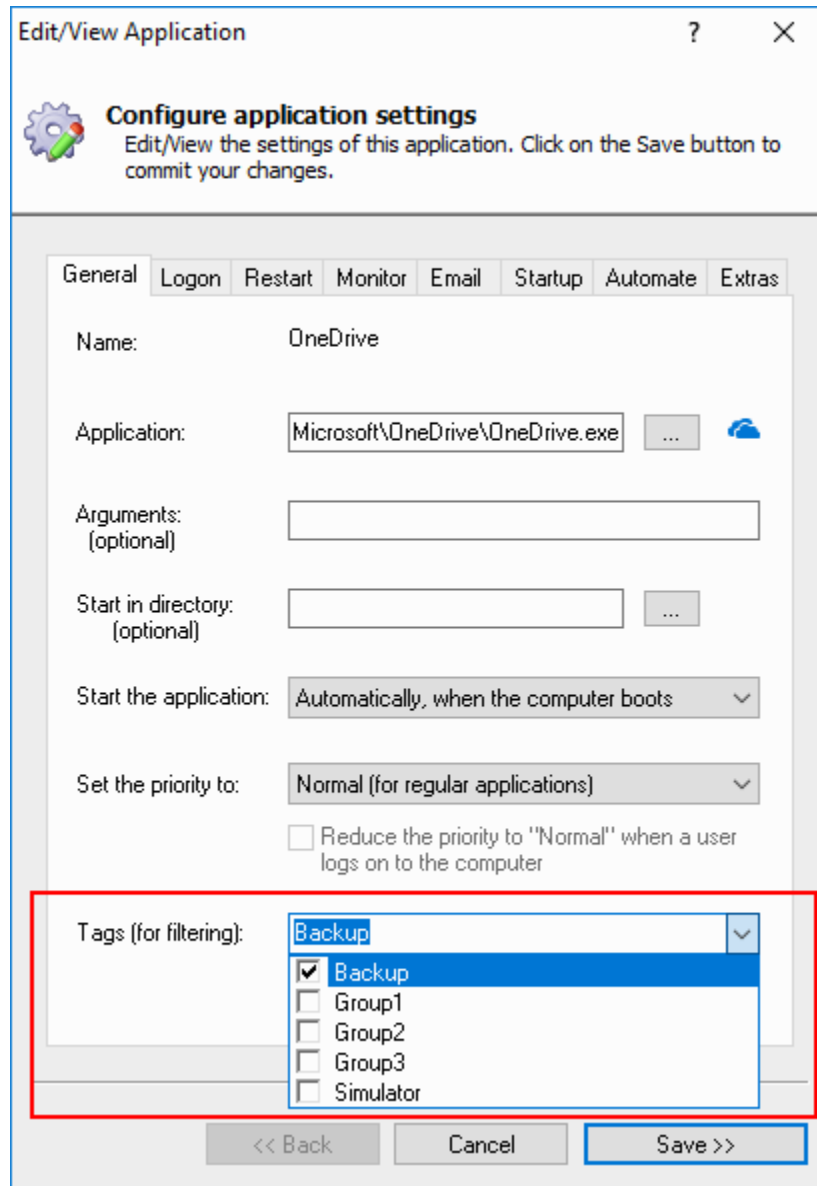 Edit/View Application
?
Configure application settings
Edit/View the settings of this application. Click on the Save button to
commit your changes.
General Logon Restart Monitor Email Startup Automate Extras
Name: OneDrive
Application: Microsoft\OneDrive\OneDrive.exe ...
Arguments:
(optional)
Start in directory: ...
(optional)
Start the application: Automatically, when the computer boots
Set the priority to: Normal (for regular applications)
Reduce the priority to "Normal" when a user
logs on to the computer
Tags (for filtering): Backup
Backup
Group1
Group2
Group3
Simulator
<< Back Cancel Save >>